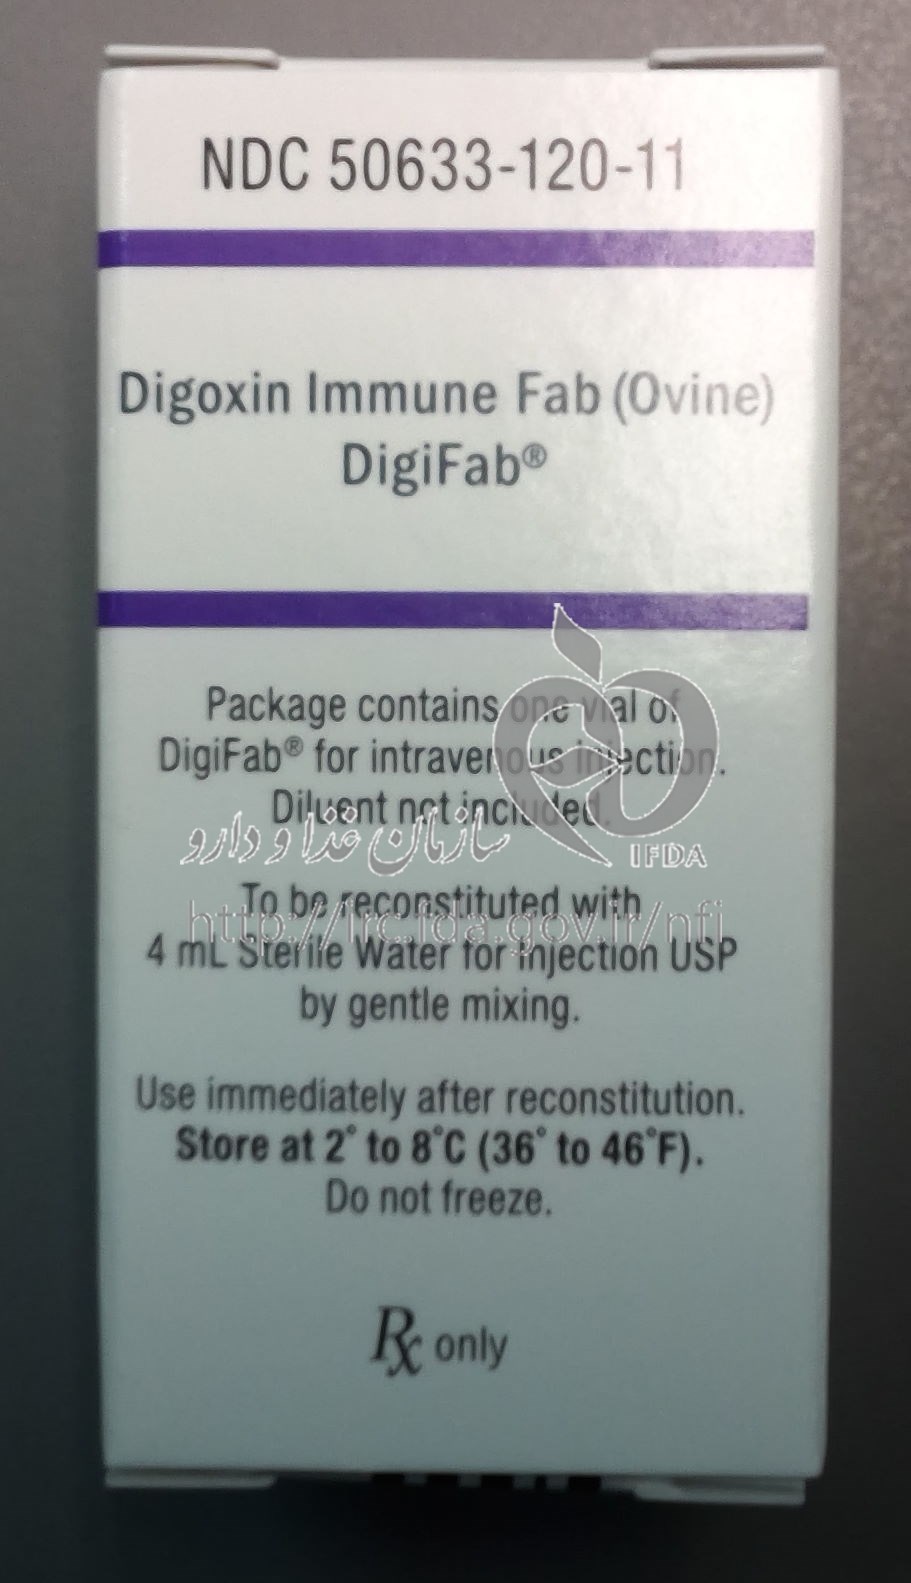 NDC 50633-120-11
Digoxin Immune Fab (Ovine)
DigiFab®
Package contains one vial of
DigiFab® for intravenous injection.
Diluent not included.
سازمان غذا و دارو
IFDA
To be reconstituted with
http://irc.fda.gov.ir/nfi
4 mL Sterile Water for Injection USP
by gentle mixing.
Use immediately after reconstitution.
Store at 2° to 8°C (36° to 46°F).
Do not freeze.
Rx only